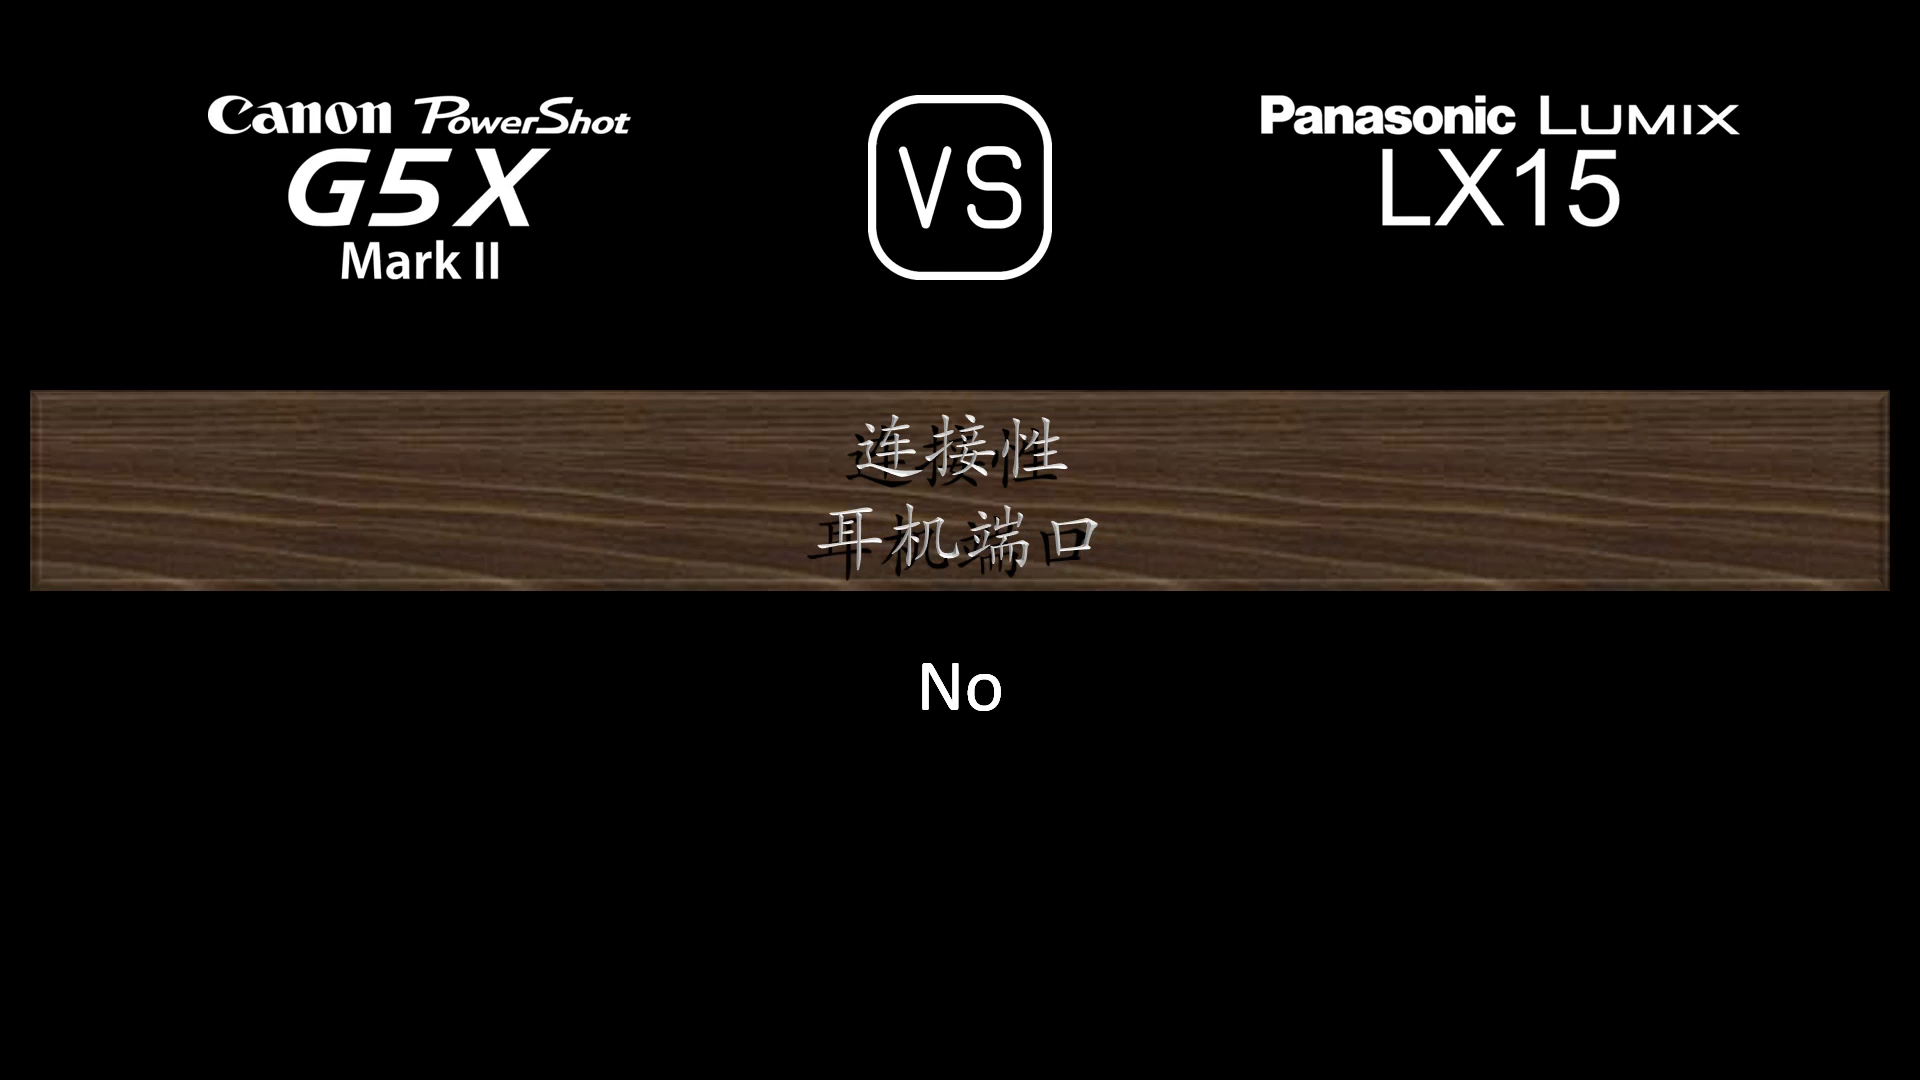 Canon PowerShot
G5X
Mark II
VS
Panasonic LUMIX
LX15
连接性
耳机端口
No